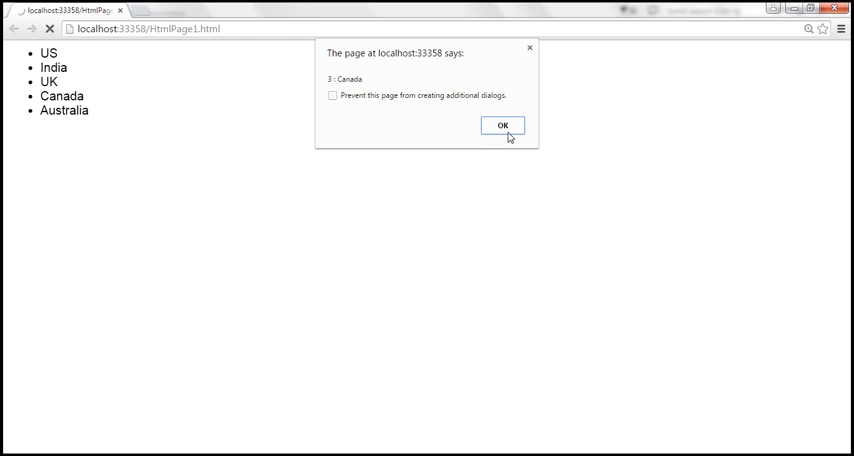 localhost:33358/HtmlPag
localhost:33358/HtmlPage1.html
US
India
UK
Canada
Australia
The page at localhost:33358 says:
3 : Canada
Prevent this page from creating additional dialogs.
OK